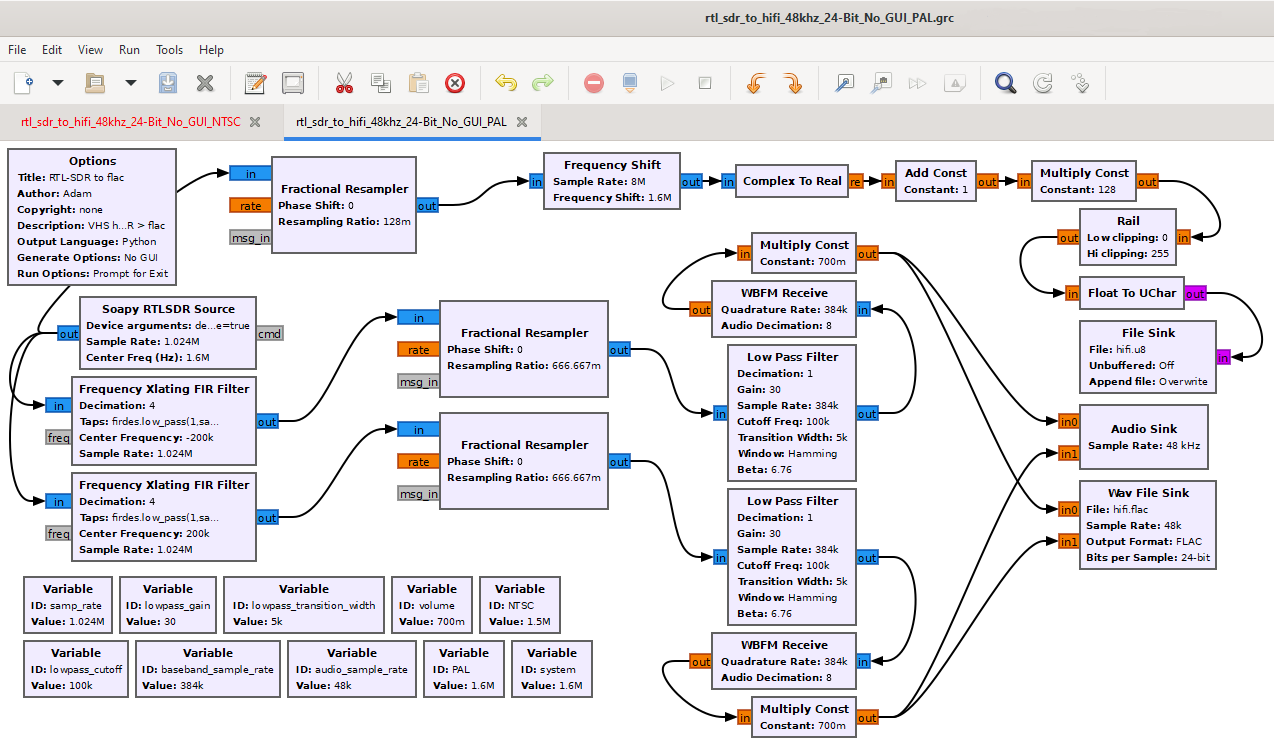 rtl_sdr_to_hifi_48khz_24-Bit_No_GUI_PAL.grc
File Edit View Run Tools Help
rtl_sdr_to_hifi_48khz_24-Bit_No_GUI_NTSC
rtl_sdr_to_hifi_48khz_24-Bit_No_GUI_PAL
Options
Title: RTL-SDR to flac
Author: Adam
Copyright: none
Description: VHS h...R > flac
Output Language: Python
Generate Options: No GUI
Run Options: Prompt for Exit
in
rate
msg_in
Fractional Resampler
Phase Shift: 0
Resampling Ratio: 128m
out
in
Frequency Shift
Sample Rate: 8M
Frequency Shift: 1.6M
out
in
Complex To Real
re
in
Add Const
Constant: 1
out
in
Multiply Const
Constant: 128
out
Rail
Low clipping: 0
Hi clipping: 255
out
in
in
Float To UChar
out
File Sink
File: hifi.u8
Unbuffered: Off
Append file: Overwrite
in
Soapy RTLSDR Source
Device arguments: de...e=true
Sample Rate: 1.024M
Center Freq (Hz): 1.6M
out
cmd
Frequency Xlating FIR Filter
Decimation: 4
Taps: firdes.low_pass(1,sa...
Center Frequency: -200k
Sample Rate: 1.024M
in
freq
out
Frequency Xlating FIR Filter
Decimation: 4
Taps: firdes.low_pass(1,sa...
Center Frequency: 200k
Sample Rate: 1.024M
in
freq
out
in
rate
msg_in
Fractional Resampler
Phase Shift: 0
Resampling Ratio: 666.667m
out
in
rate
msg_in
Fractional Resampler
Phase Shift: 0
Resampling Ratio: 666.667m
out
in
Multiply Const
Constant: 700m
out
WBFM Receive
Quadrature Rate: 384k
Audio Decimation: 8
out
in
Low Pass Filter
Decimation: 1
Gain: 30
Sample Rate: 384k
Cutoff Freq: 100k
Transition Width: 5k
Window: Hamming
Beta: 6.76
in
out
Low Pass Filter
Decimation: 1
Gain: 30
Sample Rate: 384k
Cutoff Freq: 100k
Transition Width: 5k
Window: Hamming
Beta: 6.76
in
out
WBFM Receive
Quadrature Rate: 384k
Audio Decimation: 8
out
in
in
Multiply Const
Constant: 700m
out
in0
in1
Audio Sink
Sample Rate: 48 kHz
in0
in1
Wav File Sink
File: hifi.flac
Sample Rate: 48k
Output Format: FLAC
Bits per Sample: 24-bit
Variable
ID: samp_rate
Value: 1.024M
Variable
ID: lowpass_gain
Value: 30
Variable
ID: lowpass_transition_width
Value: 5k
Variable
ID: volume
Value: 700m
Variable
ID: NTSC
Value: 1.5M
Variable
ID: lowpass_cutoff
Value: 100k
Variable
ID: baseband_sample_rate
Value: 384k
Variable
ID: audio_sample_rate
Value: 48k
Variable
ID: PAL
Value: 1.6M
Variable
ID: system
Value: 1.6M